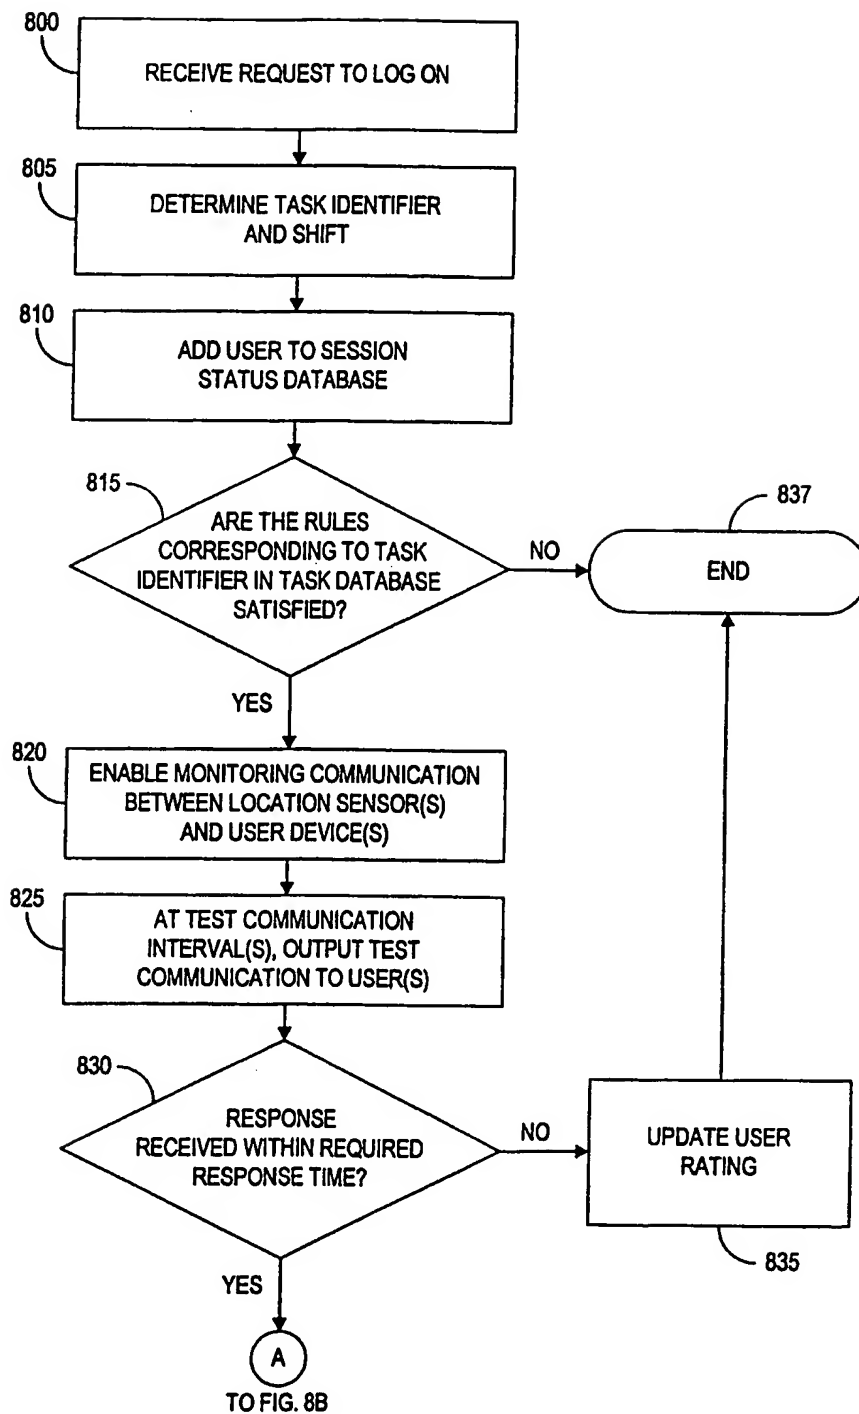 800
RECEIVE REQUEST TO LOG ON
805
DETERMINE TASK IDENTIFIER
AND SHIFT
810
ADD USER TO SESSION
STATUS DATABASE
815
ARE THE RULES
CORRESPONDING TO TASK
IDENTIFIER IN TASK DATABASE
SATISFIED?
NO
837
END
YES
820
ENABLE MONITORING COMMUNICATION
BETWEEN LOCATION SENSOR(S)
AND USER DEVICE(S)
825
AT TEST COMMUNICATION
INTERVAL(S), OUTPUT TEST
COMMUNICATION TO USER(S)
830
RESPONSE
RECEIVED WITHIN REQUIRED
RESPONSE TIME?
NO
UPDATE USER
RATING
835
YES
A
TO FIG. 8B